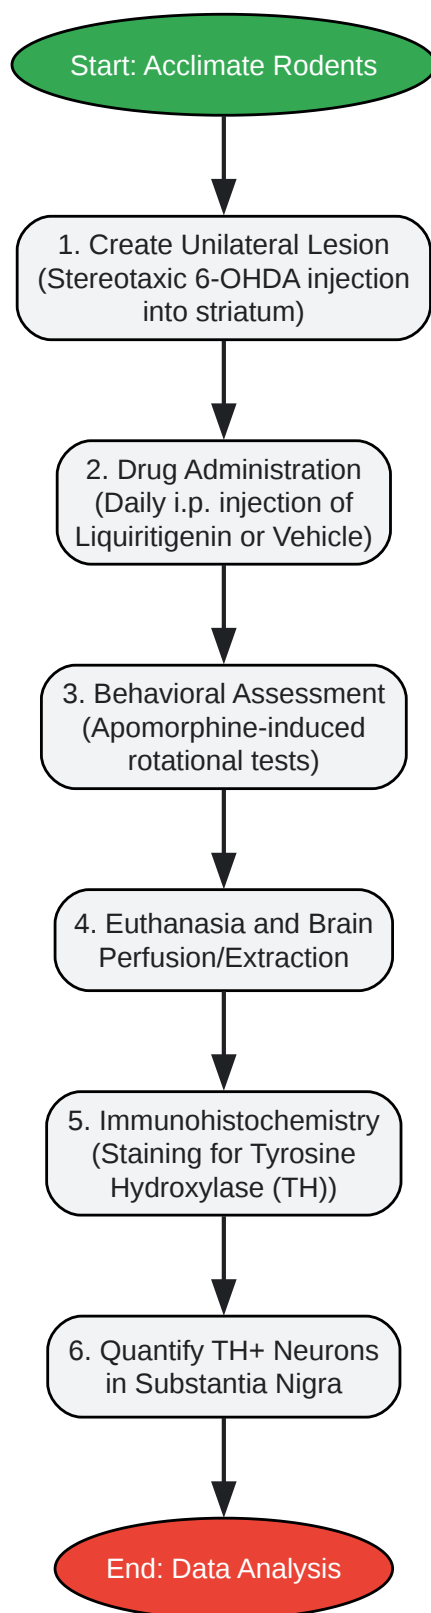 Start: Acclimate Rodents
1. Create Unilateral Lesion
(Stereotaxic 6-OHDA injection
into striatum)
2. Drug Administration
(Daily i.p. injection of
Liquiritigenin or Vehicle)
3. Behavioral Assessment
(Apomorphine-induced
rotational tests)
4. Euthanasia and Brain
Perfusion/Extraction
5. Immunohistochemistry
(Staining for Tyrosine
Hydroxylase (TH))
6. Quantify TH+ Neurons
in Substantia Nigra
End: Data Analysis